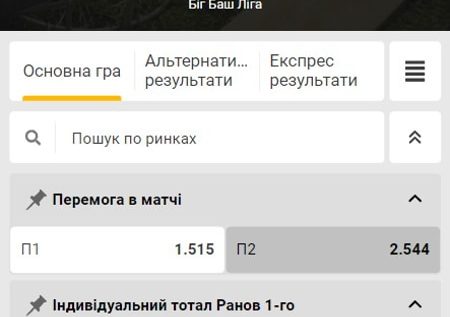 Біг Баш Ліга
Основна гра
Альтернати...
результати
Експрес
результати
Пошук по ринках
Перемога в матчі
П1
1.515
П2
2.544
Індивідуальний тотал Ранов 1-го